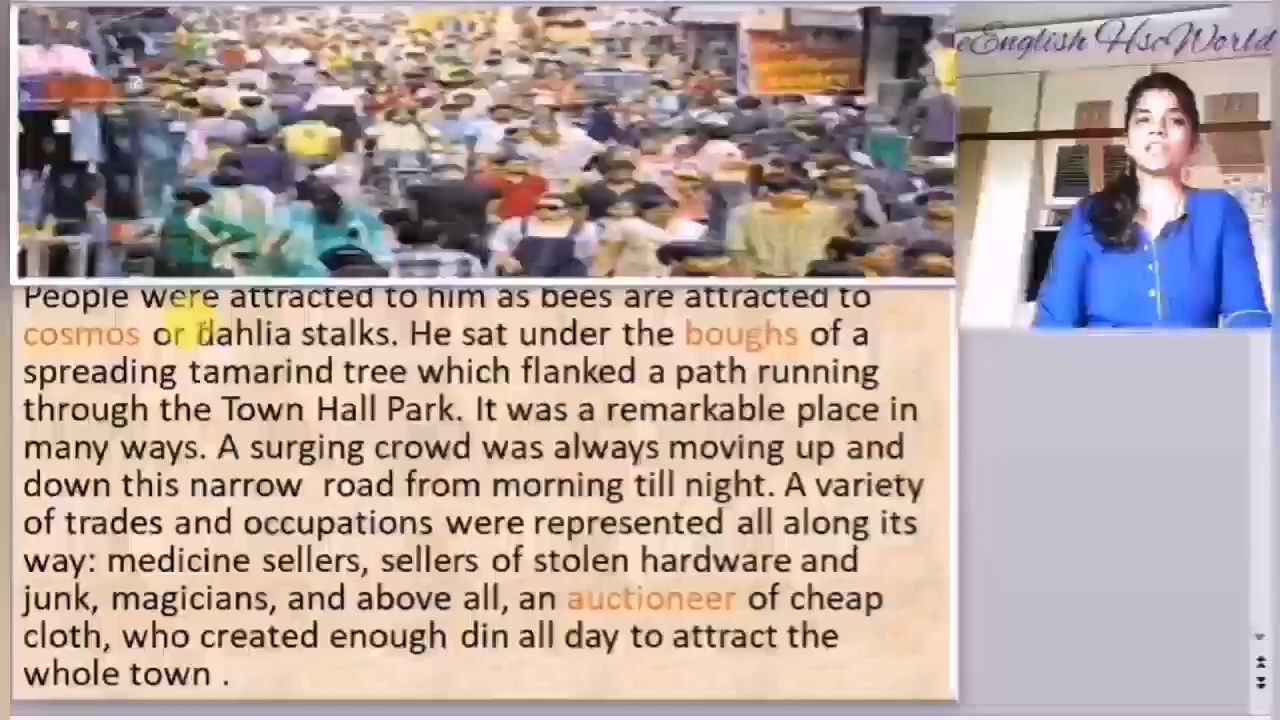 eEnglish HscWorld
People were attracted to him as bees are attracted to
cosmos or dahlia stalks. He sat under the boughs of a
spreading tamarind tree which flanked a path running
through the Town Hall Park. It was a remarkable place in
many ways. A surging crowd was always moving up and
down this narrow road from morning till night. A variety
of trades and occupations were represented all along its
way: medicine sellers, sellers of stolen hardware and
junk, magicians, and above all, an auctioneer of cheap
cloth, who created enough din all day to attract the
whole town .